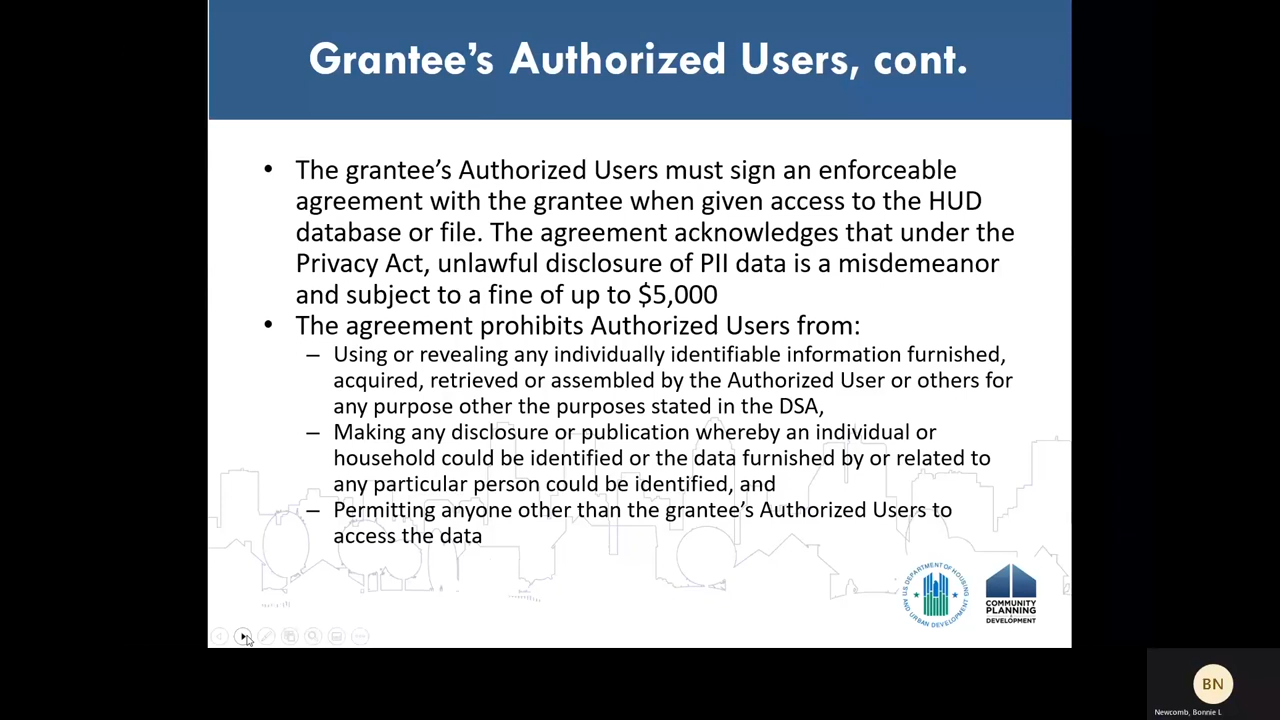 Grantee's Authorized Users, cont.
• The grantee's Authorized Users must sign an enforceable
agreement with the grantee when given access to the HUD
database or file. The agreement acknowledges that under the
Privacy Act, unlawful disclosure of PII data is a misdemeanor
and subject to a fine of up to $5,000
• The agreement prohibits Authorized Users from:
– Using or revealing any individually identifiable information furnished,
acquired, retrieved or assembled by the Authorized User or others for
any purpose other the purposes stated in the DSA,
– Making any disclosure or publication whereby an individual or
household could be identified or the data furnished by or related to
any particular person could be identified, and
– Permitting anyone other than the grantee's Authorized Users to
access the data
U.S. DEPARTMENT OF HOUSING
AND URBAN DEVELOPMENT
COMMUNITY
PLANNING
DEVELOPMENT
BN
Newcomb, Bonnie L